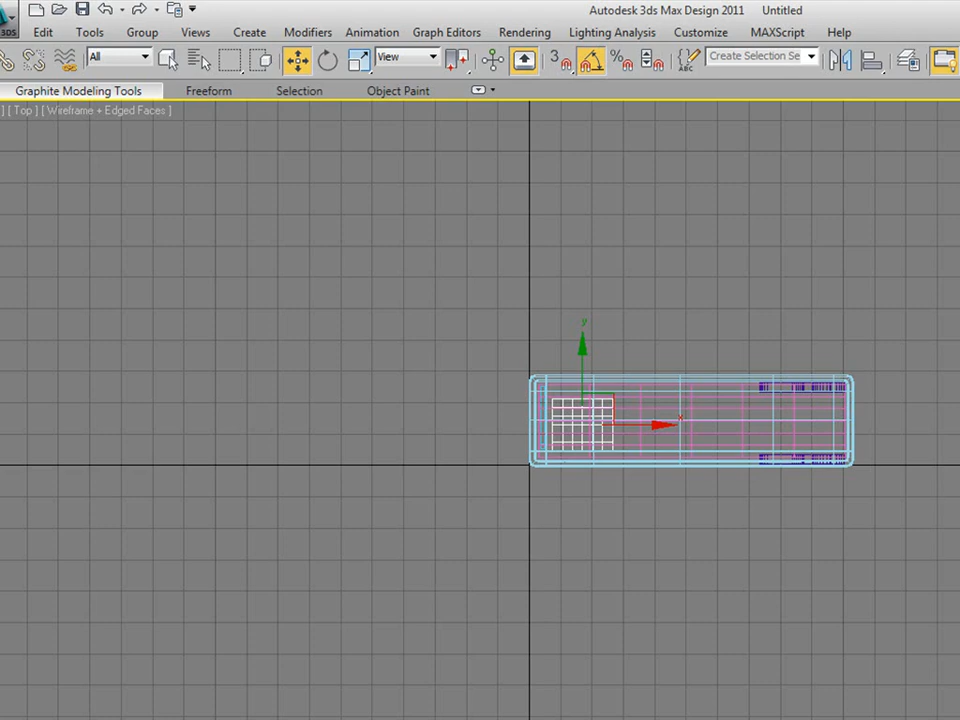 Autodesk 3ds Max Design 2011 Untitled
3DS
Edit Tools Group Views Create Modifiers Animation Graph Editors Rendering Lighting Analysis Customize MAXScript Help
All View 3 % ABC Create Selection Se
Graphite Modeling Tools Freeform Selection Object Paint
] [ Top ] [ Wireframe + Edged Faces ]
y
x